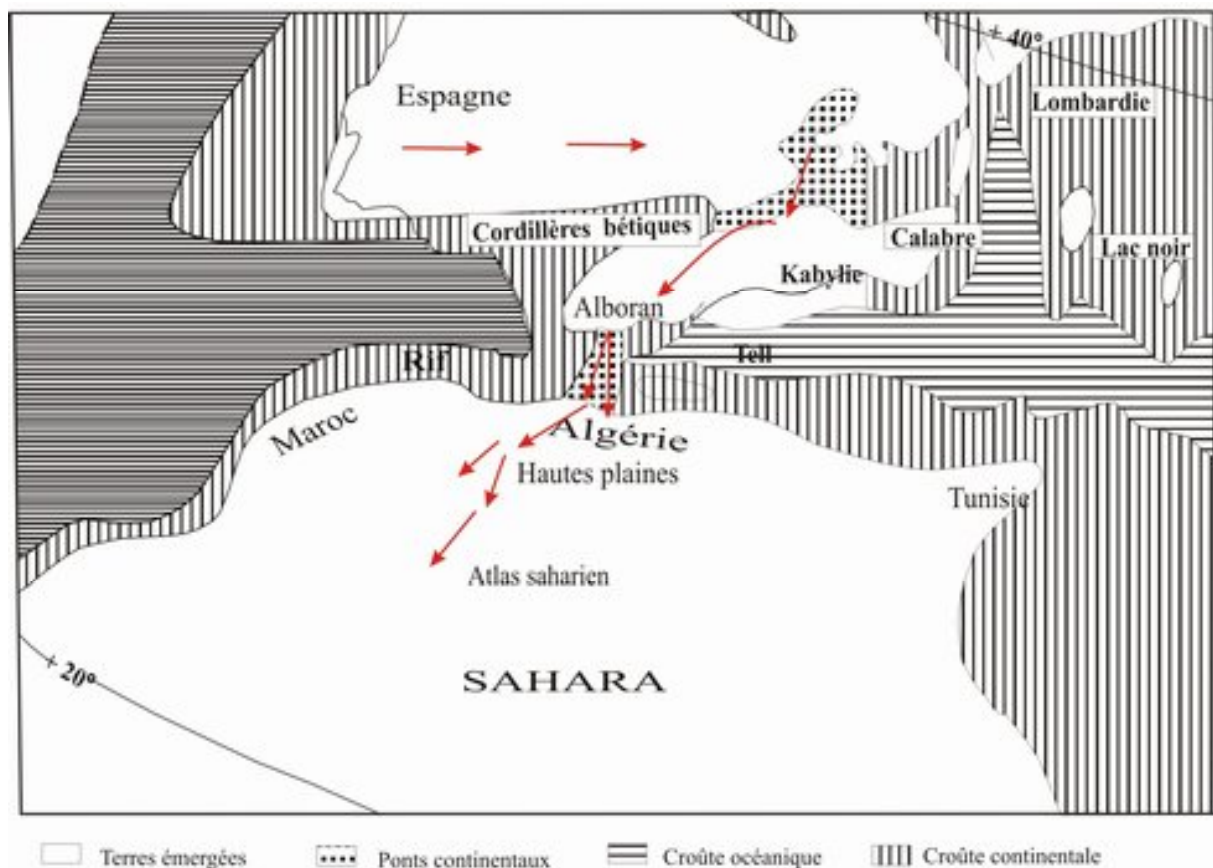 + 40°
Espagne
Lombardie
Cordillères bétiques
Calabre
Lac noir
Kabylie
Alboran
Rif
Tell
Maroc
Algérie
Hautes plaines
Tunisie
Atlas saharien
+ 20°
SAHARA
Terres émergées
Ponts continentaux
Croûte océanique
Croûte continentale